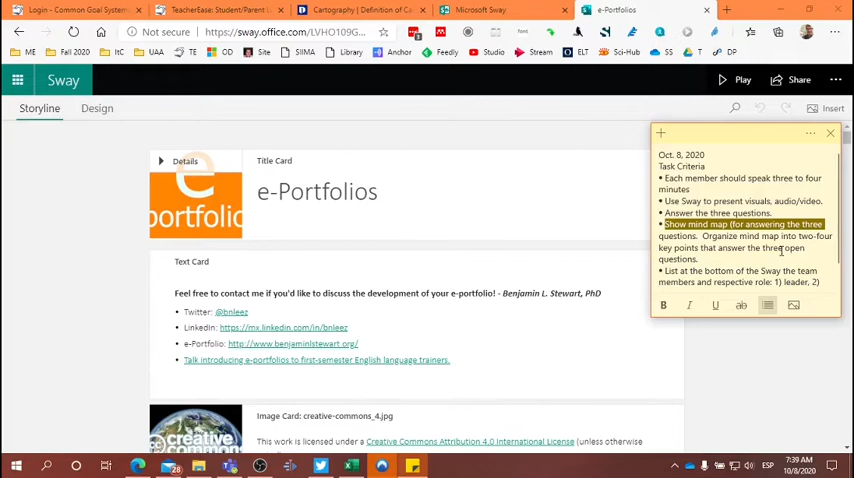 Login - Common Goal System
TeacherEase: Student/Parent L
Cartography | Definition of Ca
Microsoft Sway
e-Portfolios
Not secure
https://sway.office.com/LVHO109G
ME
Fall 2020
ItC
UAA
TE
OD
Site
SIIMA
Library
Anchor
Feedly
Studio
Stream
ELT
Sci-Hub
SS
T
DP
Sway
Play
Share
Storyline
Design
Insert
Details
Title Card
e
portfolio
e-Portfolios
Text Card
Feel free to contact me if you'd like to discuss the development of your e-portfolio! - Benjamin L. Stewart, PhD
• Twitter: @bnleez
• LinkedIn: https://mx.linkedin.com/in/bnleez
• e-Portfolio: http://www.benjaminlstewart.org/
• Talk introducing e-portfolios to first-semester English language trainers.
Image Card: creative-commons_4.jpg
cc creative
commons
This work is licensed under a Creative Commons Attribution 4.0 International License (unless otherwise
Oct. 8, 2020
Task Criteria
• Each member should speak three to four
minutes
• Use Sway to present visuals, audio/video.
• Answer the three questions.
• Show mind map (for answering the three
questions. Organize mind map into two-four
key points that answer the three open
questions.
• List at the bottom of the Sway the team
members and respective role: 1) leader, 2)
B I U ab
28
ESP
7:39 AM
10/8/2020